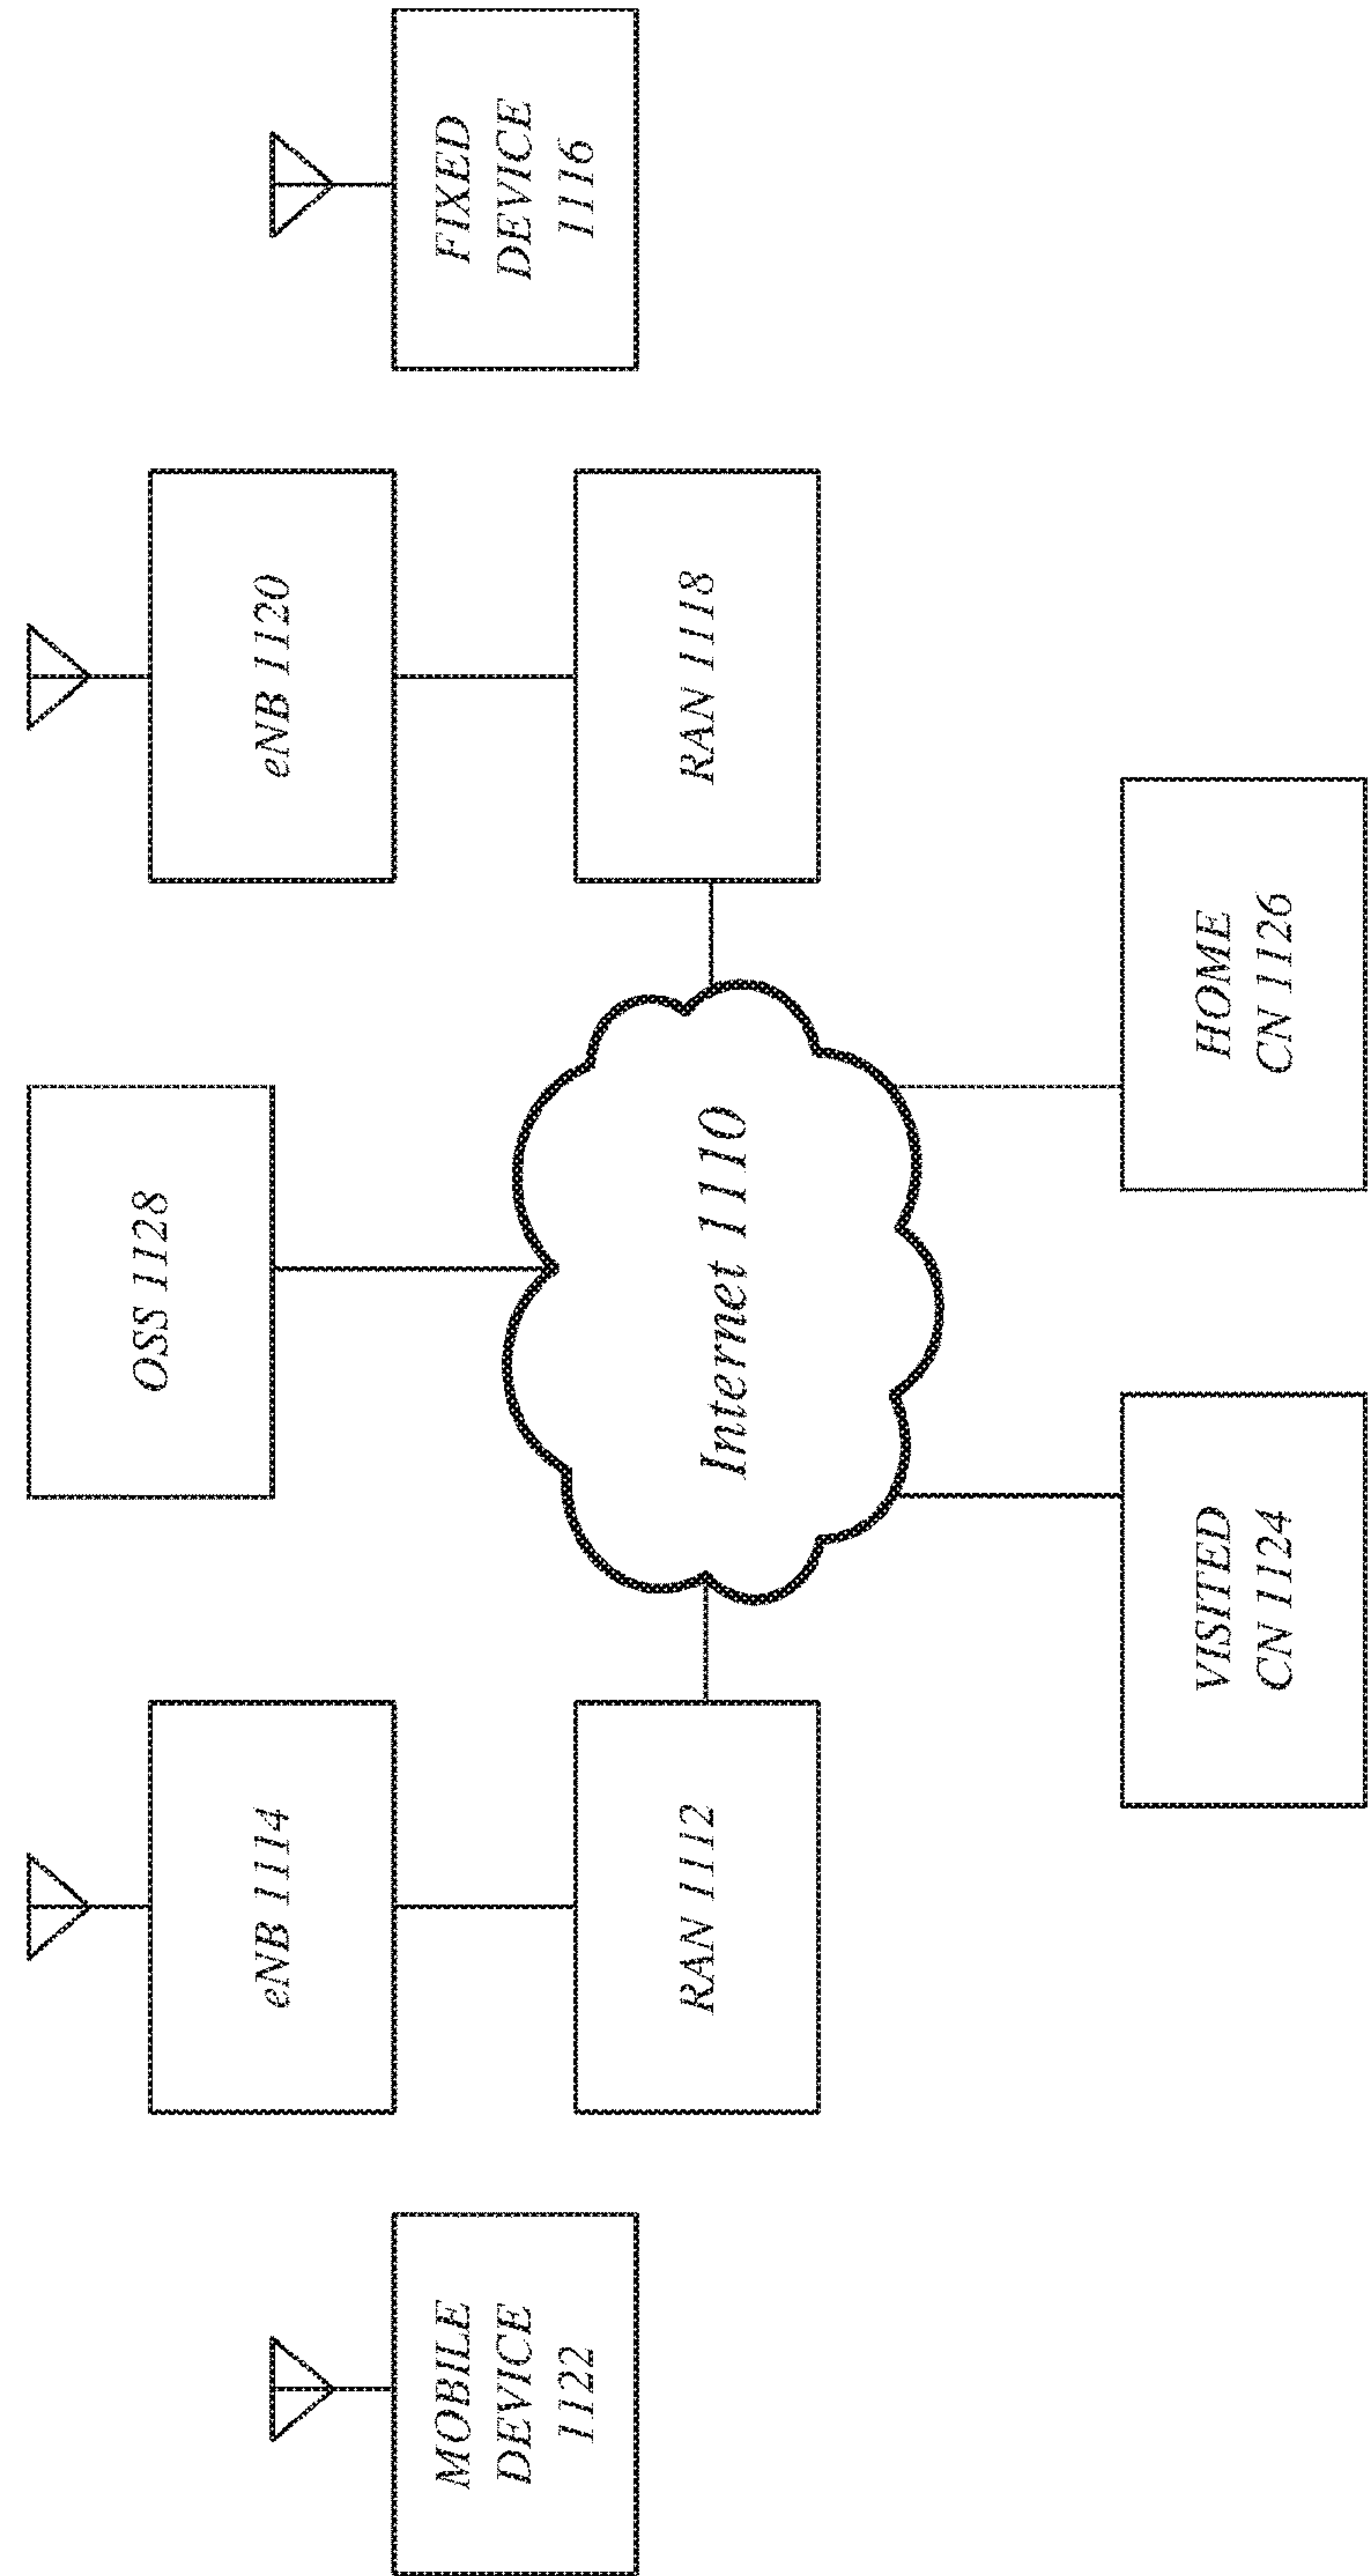 OSS 1128
eNB 1114
eNB 1120
MOBILE
DEVICE
1122
FIXED
DEVICE
1116
RAN 1112
Internet 1110
RAN 1118
VISITED
CN 1124
HOME
CN 1126